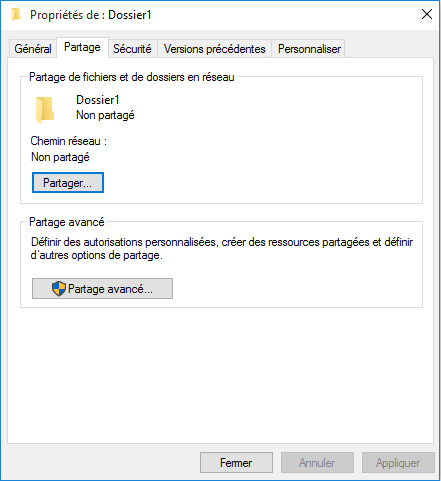 Propriétés de : Dossier1
Général Partage Sécurité Versions précédentes Personnaliser
Partage de fichiers et de dossiers en réseau
Dossier1
Non partagé
Chemin réseau :
Non partagé
Partager...
Partage avancé
Définir des autorisations personnalisées, créer des ressources partagées et définir
d'autres options de partage.
Partage avancé...
Fermer Annuler Appliquer